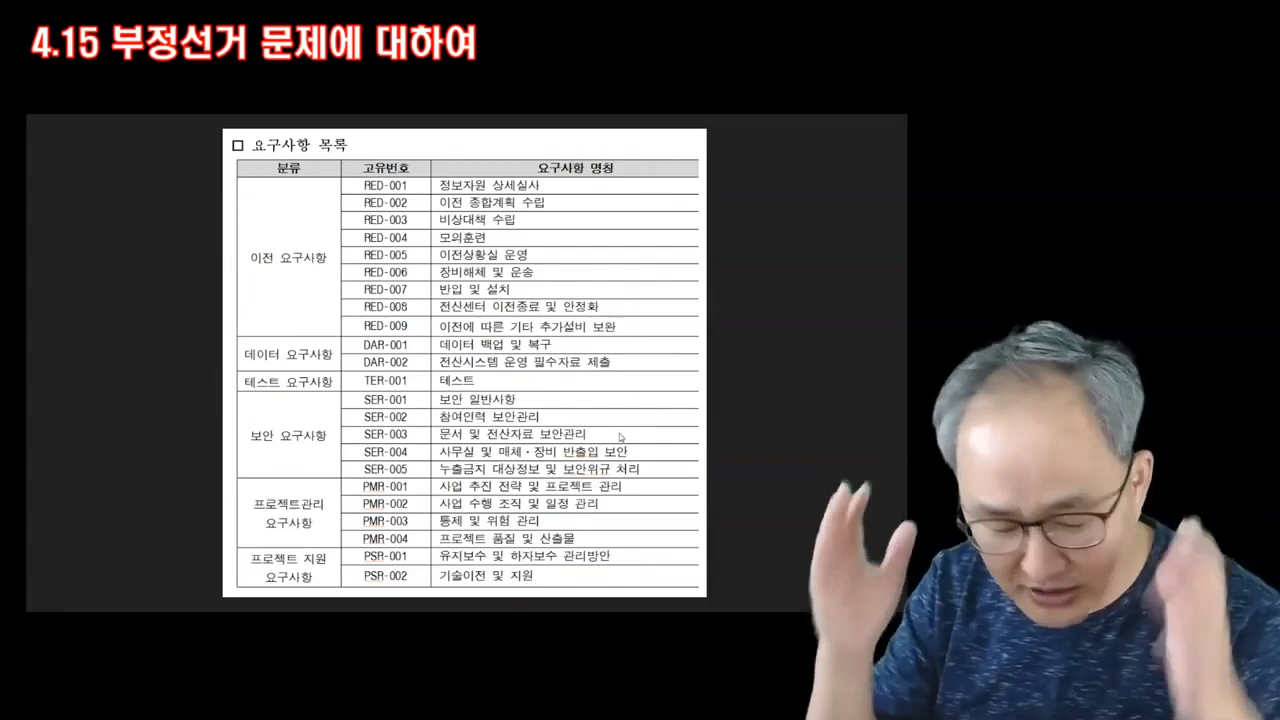 4.15 부정선거 문제에 대하여
□ 요구사항 목록
분류 고유번호 요구사항 명칭
이전 요구사항
RED-001 정보자원 상세실사
RED-002 이전 종합계획 수립
RED-003 비상대책 수립
RED-004 모의훈련
RED-005 이전상황실 운영
RED-006 장비해체 및 운송
RED-007 반입 및 설치
RED-008 전산센터 이전종료 및 안정화
RED-009 이전에 따른 기타 추가설비 보완
데이터 요구사항
DAR-001 데이터 백업 및 복구
DAR-002 전산시스템 운영 필수자료 제출
테스트 요구사항 TER-001 테스트
보안 요구사항
SER-001 보안 일반사항
SER-002 참여인력 보안관리
SER-003 문서 및 전산자료 보안관리
SER-004 사무실 및 매체·장비 반출입 보안
SER-005 누출금지 대상정보 및 보안위규 처리
프로젝트관리
요구사항
PMR-001 사업 추진 전략 및 프로젝트 관리
PMR-002 사업 수행 조직 및 일정 관리
PMR-003 통제 및 위험 관리
PMR-004 프로젝트 품질 및 산출물
프로젝트 지원
요구사항
PSR-001 유지보수 및 하자보수 관리방안
PSR-002 기술이전 및 지원